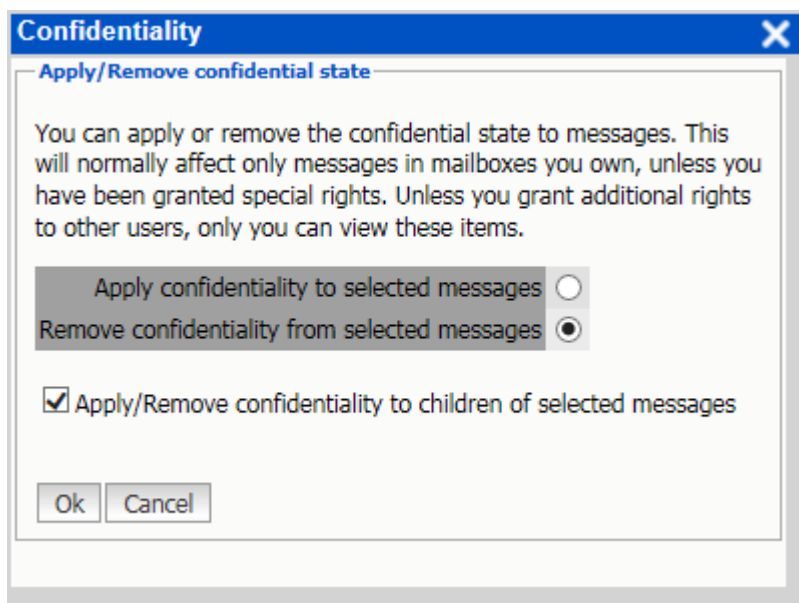 Confidentiality
Apply/Remove confidential state
You can apply or remove the confidential state to messages. This
will normally affect only messages in mailboxes you own, unless you
have been granted special rights. Unless you grant additional rights
to other users, only you can view these items.
Apply confidentiality to selected messages
Remove confidentiality from selected messages
Apply/Remove confidentiality to children of selected messages
Ok Cancel